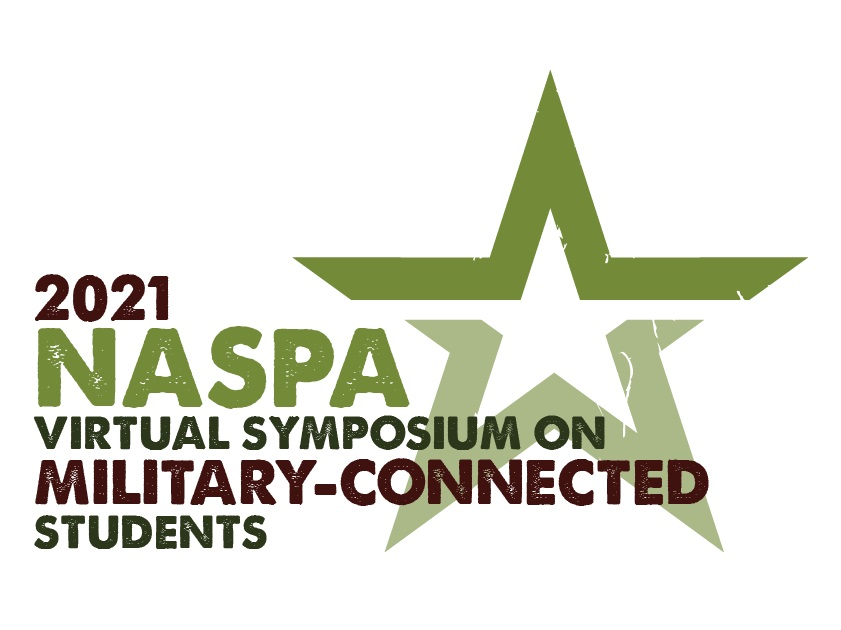 2021
NASPA
VIRTUAL SYMPOSIUM ON
MILITARY-CONNECTED
STUDENTS